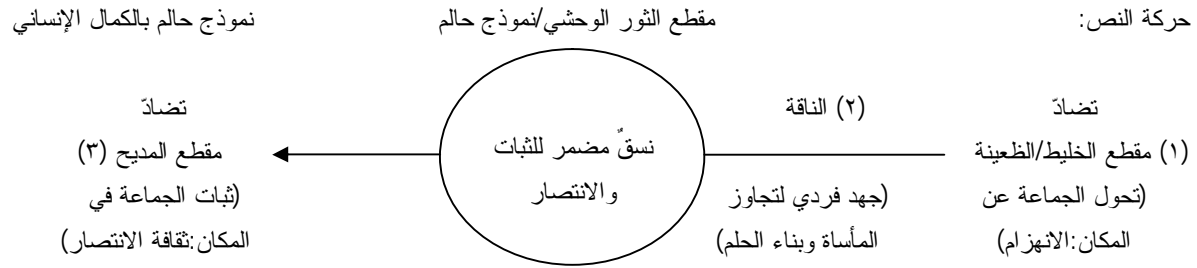 حركة النص: مقطع الثور الوحشي/نموذج حالم نموذج حالم بالكمال الإنساني
تضادّ (٢) الناقة تضادّ
(١) مقطع الخليط/الظعينة نسقٌ مضمر للثبات مقطع المديح (٣)
(تحول الجماعة عن (جهد فردي لتجاوز والانتصار (ثبات الجماعة في
المكان:الانهزام) المأساة وبناء الحلم) المكان:ثقافة الانتصار)